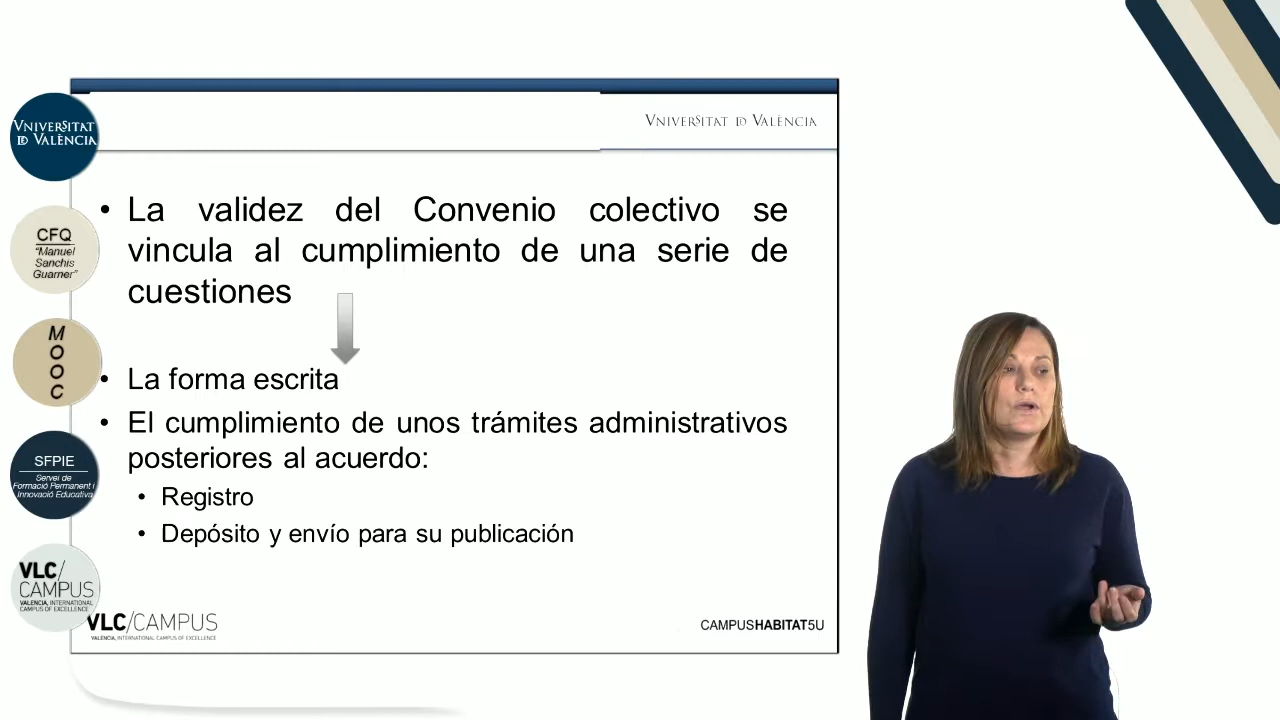 VNIVERSITAT
DE VALÈNCIA
CFQ
"Manuel
Sanchis
Guarner"
M
O
O
C
SFPIE
Servei de
Formació Permanent i
Innovació Educativa
VLC/
CAMPUS
VALENCIA, INTERNATIONAL
CAMPUS OF EXCELLENCE
VNIVERSITAT DE VALÈNCIA
• La validez del Convenio colectivo se
vincula al cumplimiento de una serie de
cuestiones
• La forma escrita
• El cumplimiento de unos trámites administrativos
posteriores al acuerdo:
• Registro
• Depósito y envío para su publicación
VLC/CAMPUS
VALENCIA, INTERNATIONAL CAMPUS OF EXCELLENCE
CAMPUSHABITAT5U